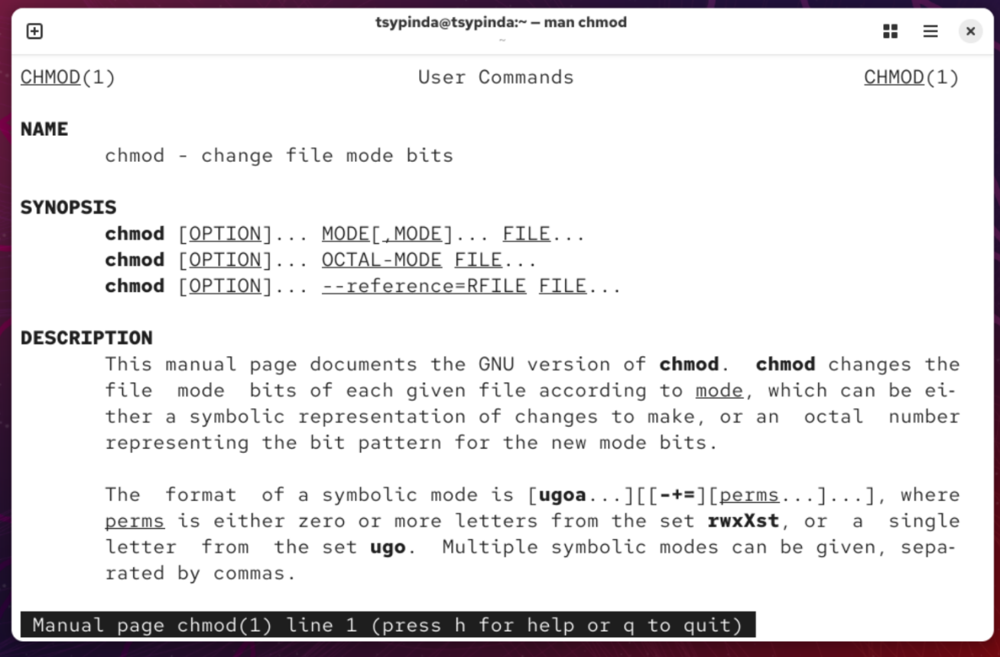 tsypinda@tsypinda:~ — man chmod
~
CHMOD(1) User Commands CHMOD(1)
NAME
chmod - change file mode bits
SYNOPSIS
chmod [OPTION]... MODE[,MODE]... FILE...
chmod [OPTION]... OCTAL-MODE FILE...
chmod [OPTION]... --reference=RFILE FILE...
DESCRIPTION
This manual page documents the GNU version of chmod.  chmod changes the
file  mode  bits of each given file according to mode, which can be ei-
ther a symbolic representation of changes to make, or an  octal  number
representing the bit pattern for the new mode bits.
The  format  of a symbolic mode is [ugoa...][[-+=][perms...]...], where
perms is either zero or more letters from the set rwxXst, or  a  single
letter  from  the set ugo.  Multiple symbolic modes can be given, sepa-
rated by commas.
Manual page chmod(1) line 1 (press h for help or q to quit)